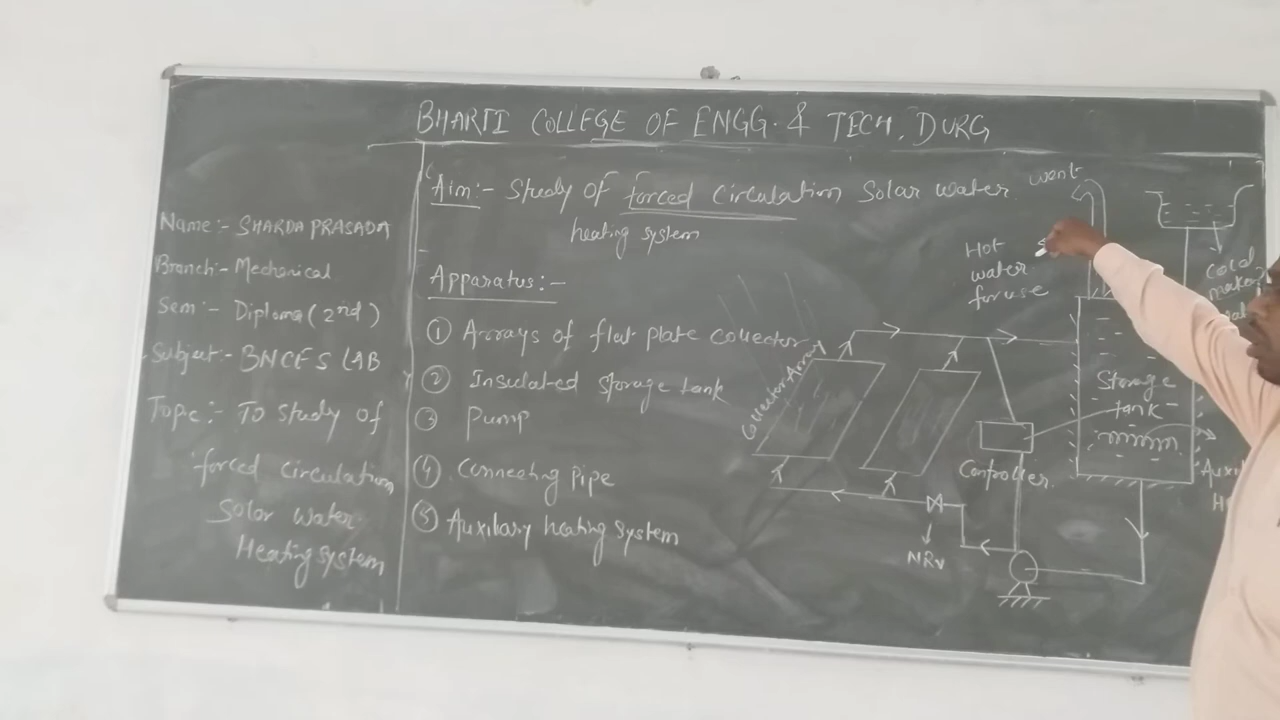 BHARTI COLLEGE OF ENGG. & TECH, DURG
Name:- SHARDA PRASADA
Branch:- Mechanical
Sem:- Diploma (2nd)
Subject:- BNCES LAB
Topc:- To study of
forced circulation
Solar Water
Heating system
Aim:- Study of forced circulation Solar water
heating system
Apparatus:-
① Arrays of flat plate collector
② Insulated storage tank
③ Pump
④ Connecting pipe
⑤ Auxilary heating system
went
Hot
water
for use
Cold
Collector Array
Storage
tank
Controller
NRV